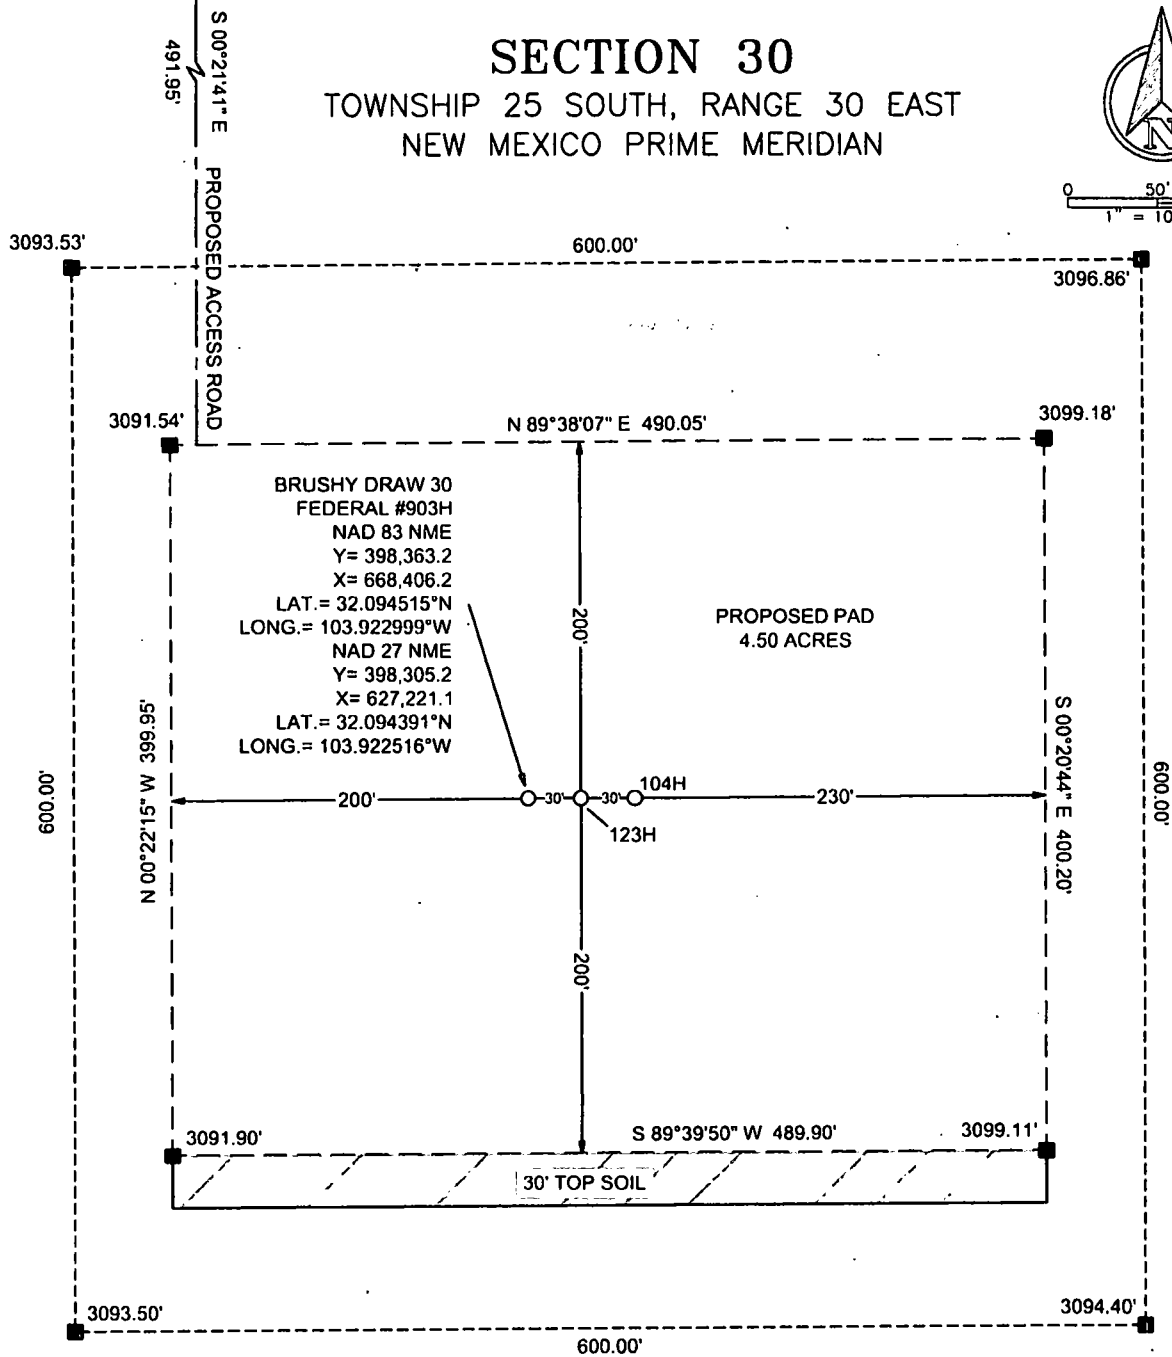 SECTION 30
TOWNSHIP 25 SOUTH, RANGE 30 EAST
NEW MEXICO PRIME MERIDIAN
N
0 50'
1" = 10
S 00°21'41" E
491.95'
PROPOSED ACCESS ROAD
3093.53'
600.00'
3096.86'
3091.54'
N 89°38'07" E 490.05'
3099.18'
BRUSHY DRAW 30
FEDERAL #903H
NAD 83 NME
Y= 398,363.2
X= 668,406.2
LAT.= 32.094515°N
LONG.= 103.922999°W
NAD 27 NME
Y= 398,305.2
X= 627,221.1
LAT.= 32.094391°N
LONG.= 103.922516°W
200'
PROPOSED PAD
4.50 ACRES
600.00'
N 00°22'15" W 399.95'
S 00°20'44" E 400.20'
600.00'
200'
30'
30'
104H
230'
123H
200'
3091.90'
S 89°39'50" W 489.90'
3099.11'
30' TOP SOIL
3093.50'
3094.40'
600.00'